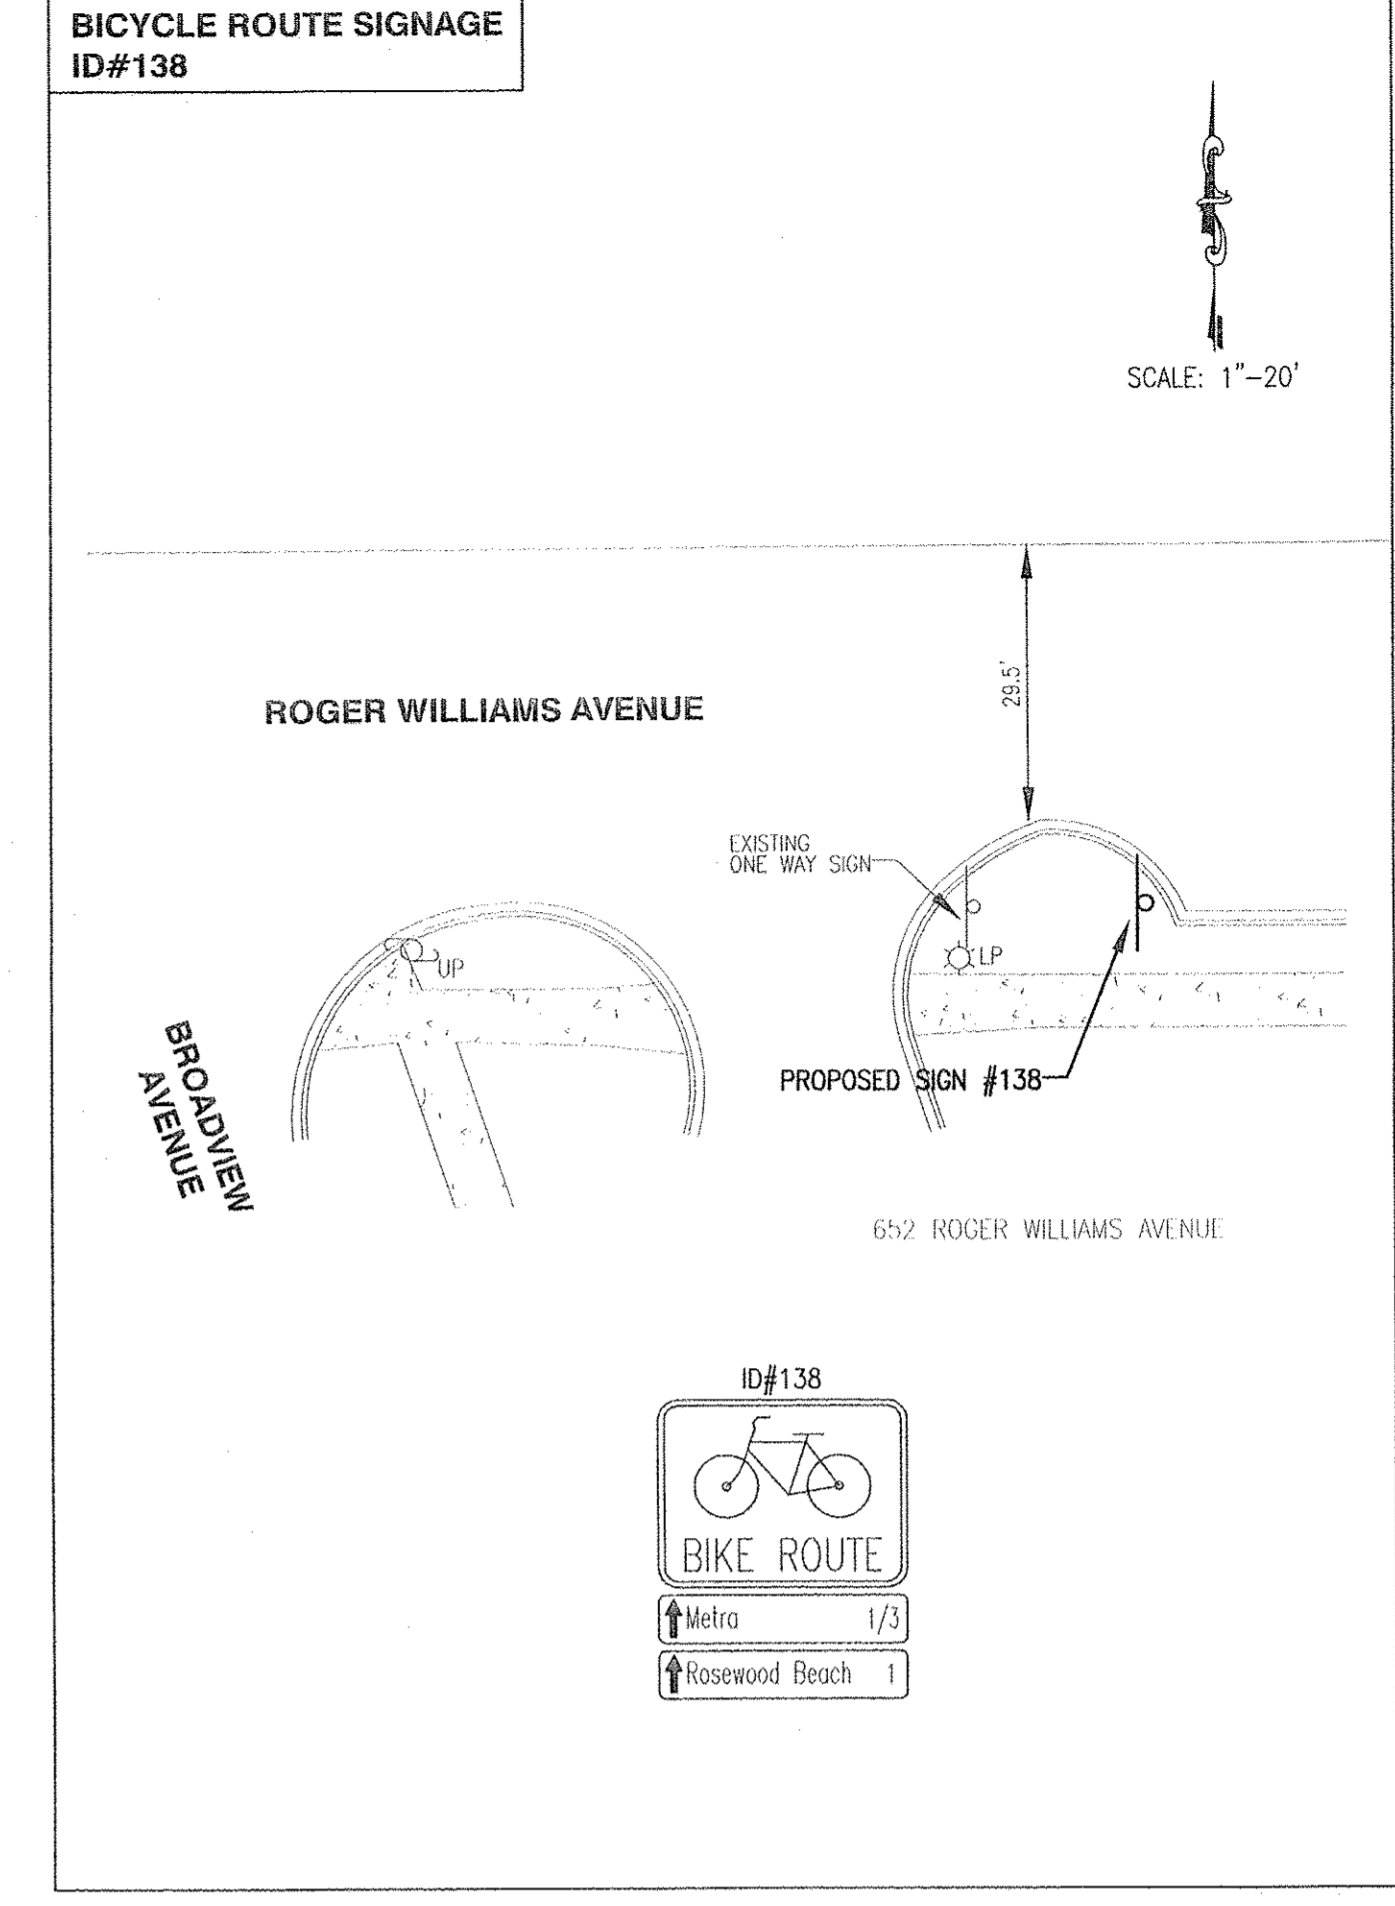 BICYCLE ROUTE SIGNAGE
ID#138
SCALE: 1"-20'
29.5'
ROGER WILLIAMS AVENUE
EXISTING
ONE WAY SIGN
UP
LP
BROADVIEW
AVENUE
PROPOSED SIGN #138
652 ROGER WILLIAMS AVENUE
ID#138
BIKE ROUTE
Metra 1/3
Rosewood Beach 1